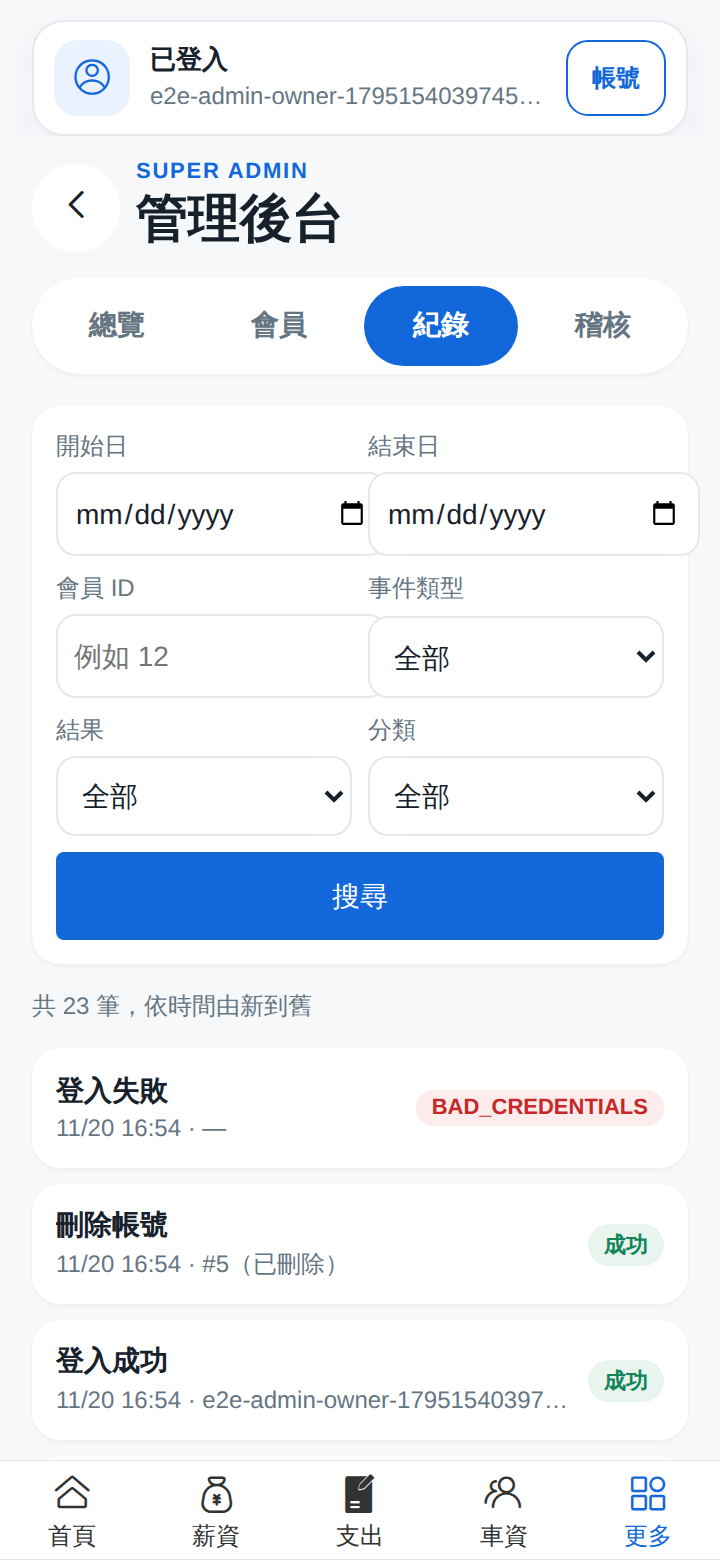 已登入
e2e-admin-owner-1795154039745…
帳號
SUPER ADMIN
管理後台
總覽 會員 紀錄 稽核
開始日 結束日
mm/dd/yyyy mm/dd/yyyy
會員 ID 事件類型
例如 12 全部
結果 分類
全部 全部
搜尋
共 23 筆，依時間由新到舊
登入失敗
11/20 16:54 · —
BAD_CREDENTIALS
刪除帳號
11/20 16:54 · #5（已刪除）
成功
登入成功
11/20 16:54 · e2e-admin-owner-17951540397…
成功
首頁 薪資 支出 車資 更多